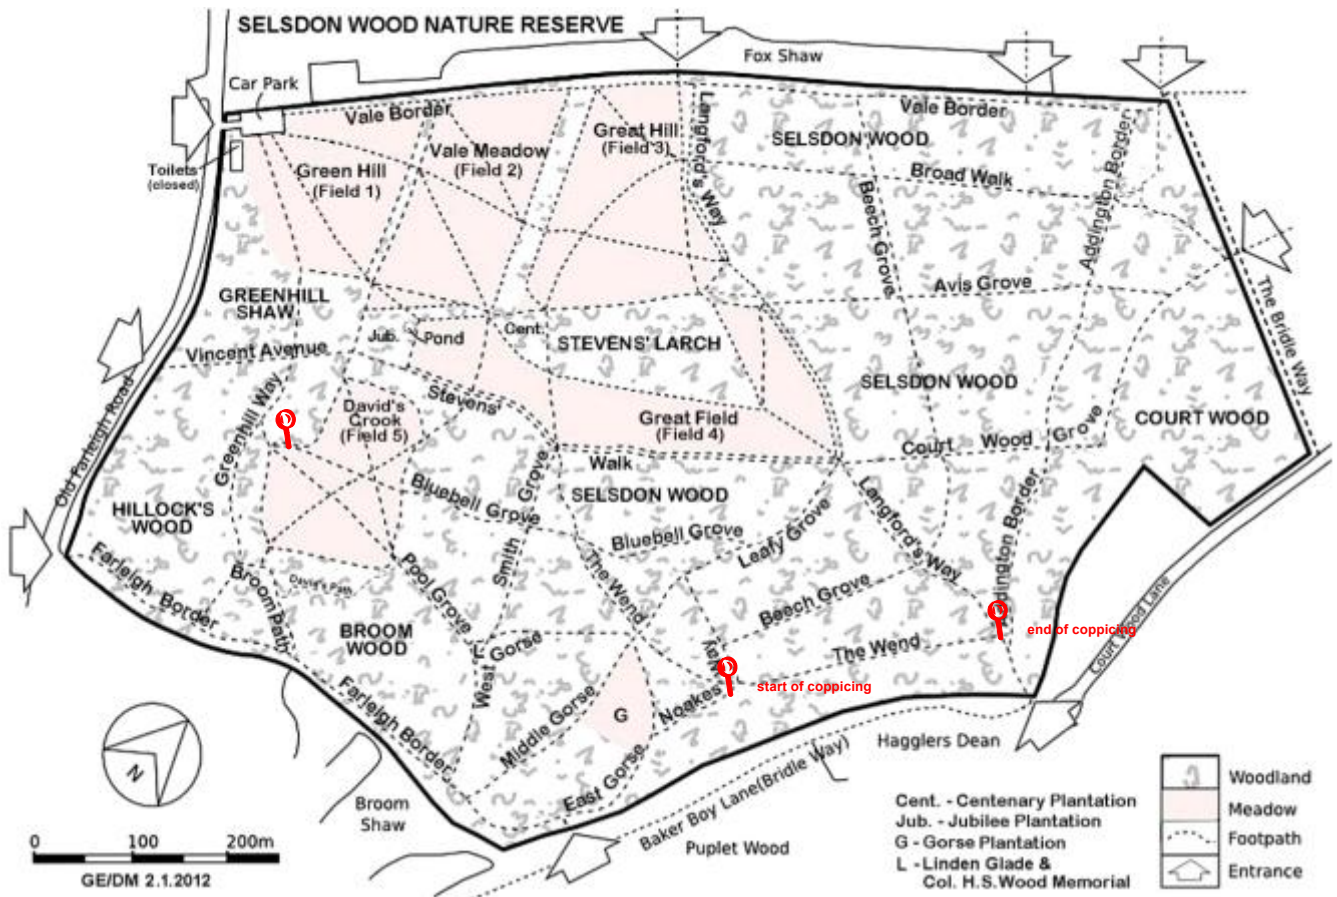 SELSDON WOOD NATURE RESERVE
Fox Shaw
Car Park
Vale Border
Vale Border
Langford's Way
Great Hill
(Field 3)
SELSDON WOOD
Addington Border
Toilets
(closed)
Green Hill
(Field 1)
Vale Meadow
(Field 2)
Broad Walk
Beech Grove
Avis Grove
The Bridle Way
GREENHILL
SHAW
Jub.
Pond
Cent.
STEVENS' LARCH
Vincent Avenue
SELSDON WOOD
Old Farleigh Road
Greenhill Way
David's
Crook
(Field 5)
Stevens'
Great Field
(Field 4)
Court Wood Grove
COURT WOOD
Walk
SELSDON WOOD
HILLOCK'S
WOOD
Bluebell Grove
Smith Grove
Bluebell Grove
Leafy Grove
Langford's Way
Addington Border
Farleigh Border
Broom Path
David's Path
Pool Grove
The Wend
Beech Grove
Court Wood Lane
BROOM
WOOD
L
West Gorse
Way
The Wend
end of coppicing
start of coppicing
Farleigh Border
Middle Gorse
G
Noakes
East Gorse
Hagglers Dean
Baker Boy Lane(Bridle Way)
Puplet Wood
Broom
Shaw
N
0 100 200m
GE/DM 2.1.2012
Cent. - Centenary Plantation
Jub. - Jubilee Plantation
G - Gorse Plantation
L - Linden Glade &
Col. H.S.Wood Memorial
Woodland
Meadow
Footpath
Entrance